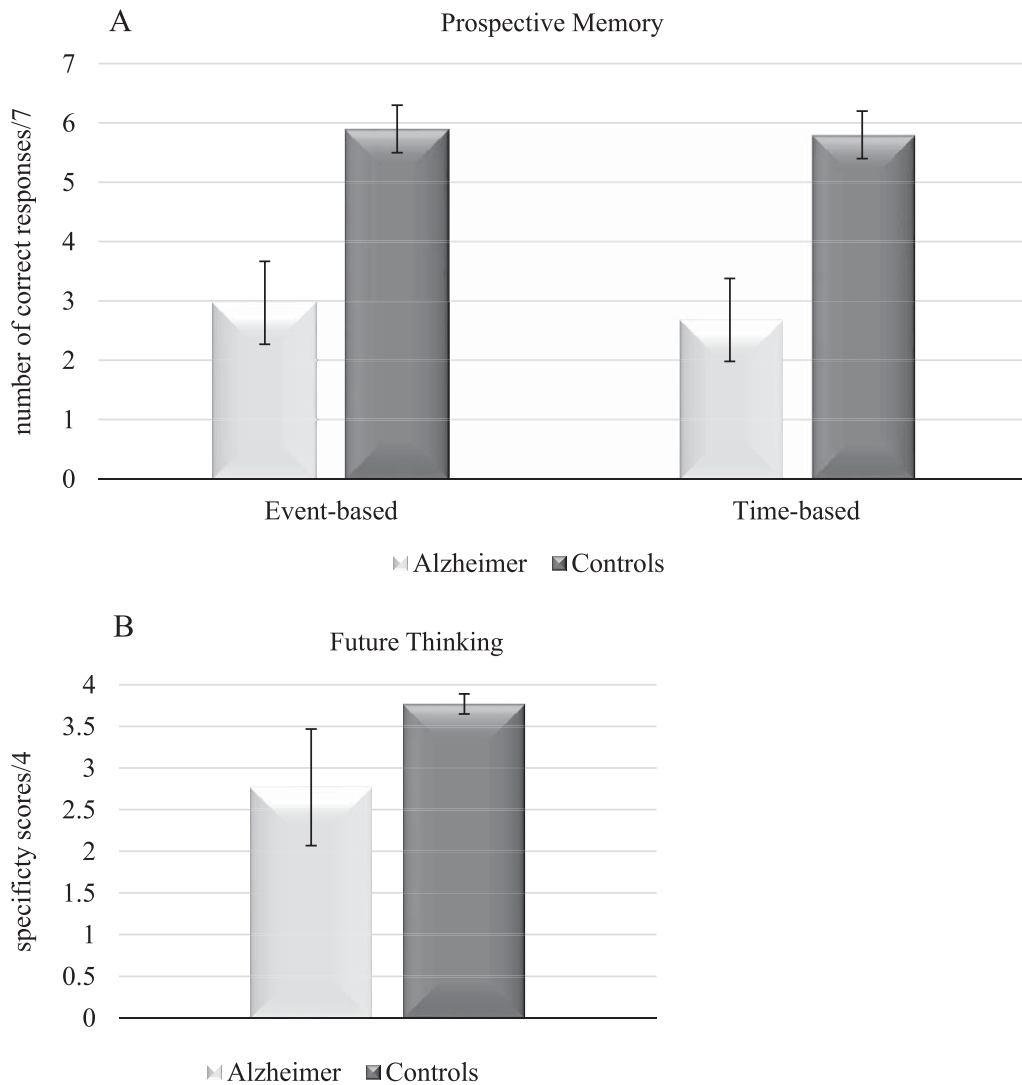 A
Prospective Memory
7
6
5
4
3
2
1
0
number of correct responses/7
Event-based Time-based
Alzheimer Controls
B
Future Thinking
4
3.5
3
2.5
2
1.5
1
0.5
0
specificty scores/4
Alzheimer Controls